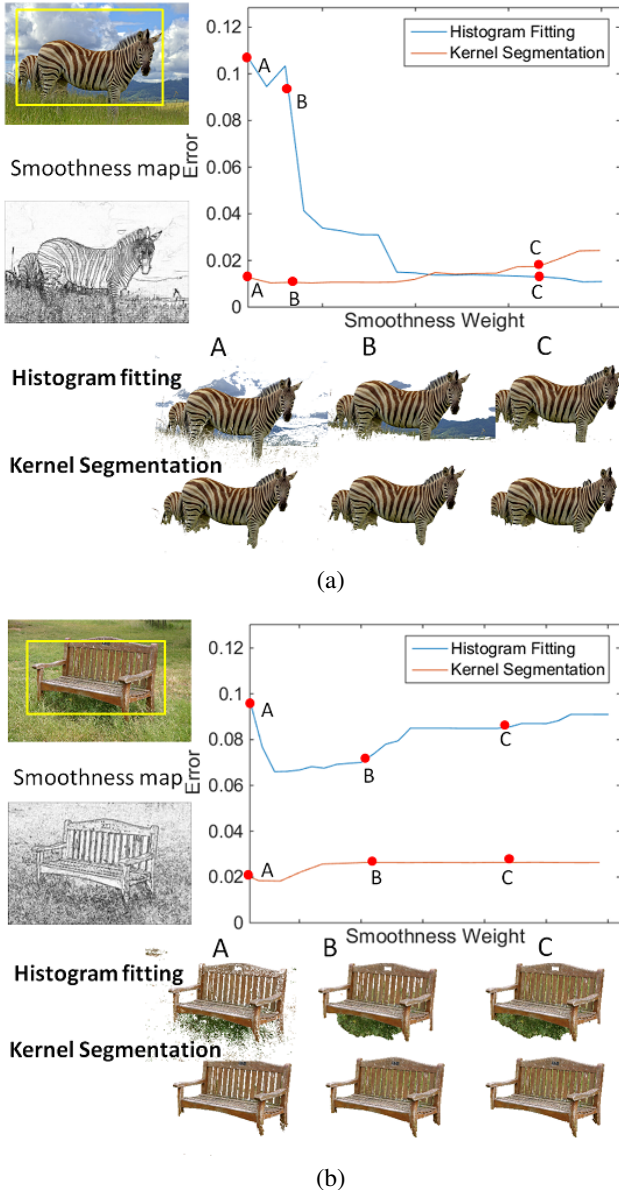 0.12
0.1
0.08
0.06
0.04
0.02
0
Error
Histogram Fitting
Kernel Segmentation
A
B
C
A
B
C
Smoothness map
Smoothness Weight
A B C
Histogram fitting
Kernel Segmentation
(a)
0.12
0.1
0.08
0.06
0.04
0.02
0
Error
Histogram Fitting
Kernel Segmentation
A
B
C
A
B
C
Smoothness map
Smoothness Weight
A B C
Histogram fitting
Kernel Segmentation
(b)